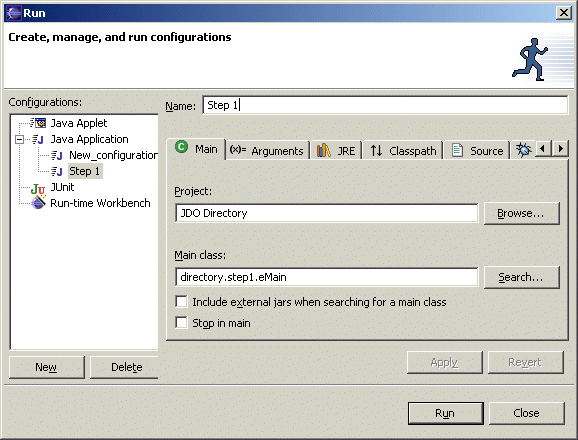 Run
Create, manage, and run configurations
Configurations:
Java Applet
Java Application
New_configuration
Step 1
JUnit
Run-time Workbench
New
Delete
Name: Step 1
Main (x)= Arguments JRE Classpath Source
Project:
JDO Directory
Browse...
Main class:
directory.step1.eMain
Search...
Include external jars when searching for a main class
Stop in main
Apply
Revert
Run
Close